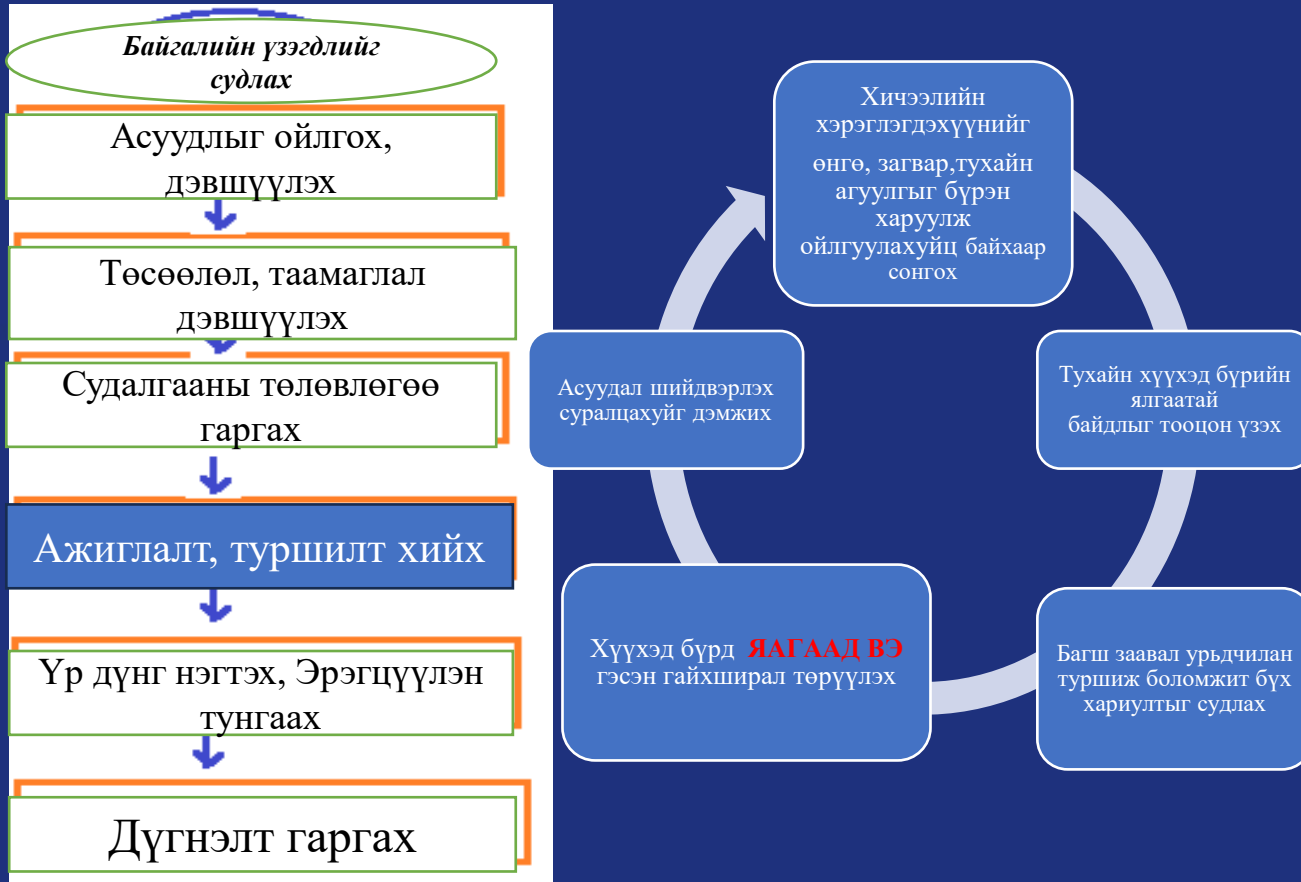 Байгалийн үзэгдлийг
судлах
Асуудлыг ойлгох,
дэвшүүлэх
Төсөөлөл, таамаглал
дэвшүүлэх
Судалгааны төлөвлөгөө
гаргах
Ажиглалт, туршилт хийх
Үр дүнг нэгтэх, Эрэгцүүлэн
тунгаах
Дүгнэлт гаргах
Хичээлийн
хэрэглэгдэхүүнийг
өнгө, загвар,тухайн
агуулгыг бүрэн
харуулж
ойлгуулахуйц байхаар
сонгох
Тухайн хүүхэд бүрийн
ялгаатай
байдлыг тооцон үзэх
Багш заавал урьдчилан
туршиж боломжит бүх
хариултыг судлах
Хүүхэд бүрд ЯАГААД ВЭ
гэсэн гайхширал төрүүлэх
Асуудал шийдвэрлэх
суралцахуйг дэмжих